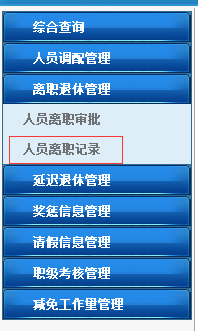 综合查询
人员调配管理
离职退休管理
人员离职审批
人员离职记录
延迟退休管理
奖惩信息管理
请假信息管理
职级考核管理
减免工作量管理